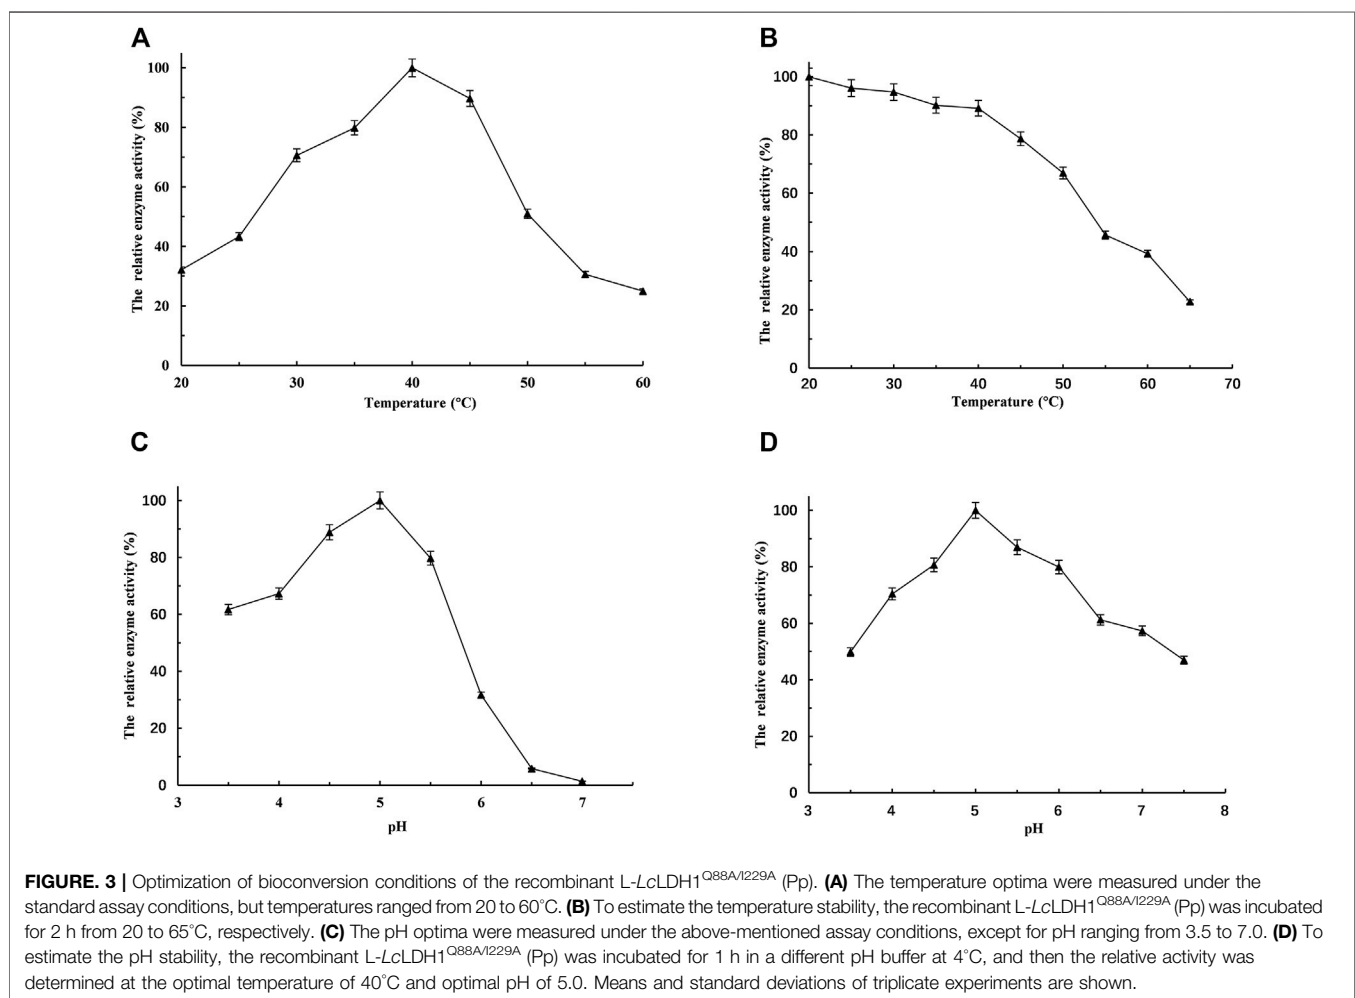 A
The relative enzyme activity (%)
100
80
60
40
20
0
20 30 40 50 60
Temperature (°C)
B
The relative enzyme activity (%)
100
80
60
40
20
0
20 30 40 50 60 70
Temperature (°C)
C
The relative enzyme activity (%)
100
80
60
40
20
0
3 4 5 6 7
pH
D
The relative enzyme activity (%)
100
80
60
40
20
0
3 4 5 6 7 8
pH
FIGURE. 3 | Optimization of bioconversion conditions of the recombinant L-LcLDH1Q88A/I229A (Pp). (A) The temperature optima were measured under the
standard assay conditions, but temperatures ranged from 20 to 60°C. (B) To estimate the temperature stability, the recombinant L-LcLDH1Q88A/I229A (Pp) was incubated
for 2 h from 20 to 65°C, respectively. (C) The pH optima were measured under the above-mentioned assay conditions, except for pH ranging from 3.5 to 7.0. (D) To
estimate the pH stability, the recombinant L-LcLDH1Q88A/I229A (Pp) was incubated for 1 h in a different pH buffer at 4°C, and then the relative activity was
determined at the optimal temperature of 40°C and optimal pH of 5.0. Means and standard deviations of triplicate experiments are shown.